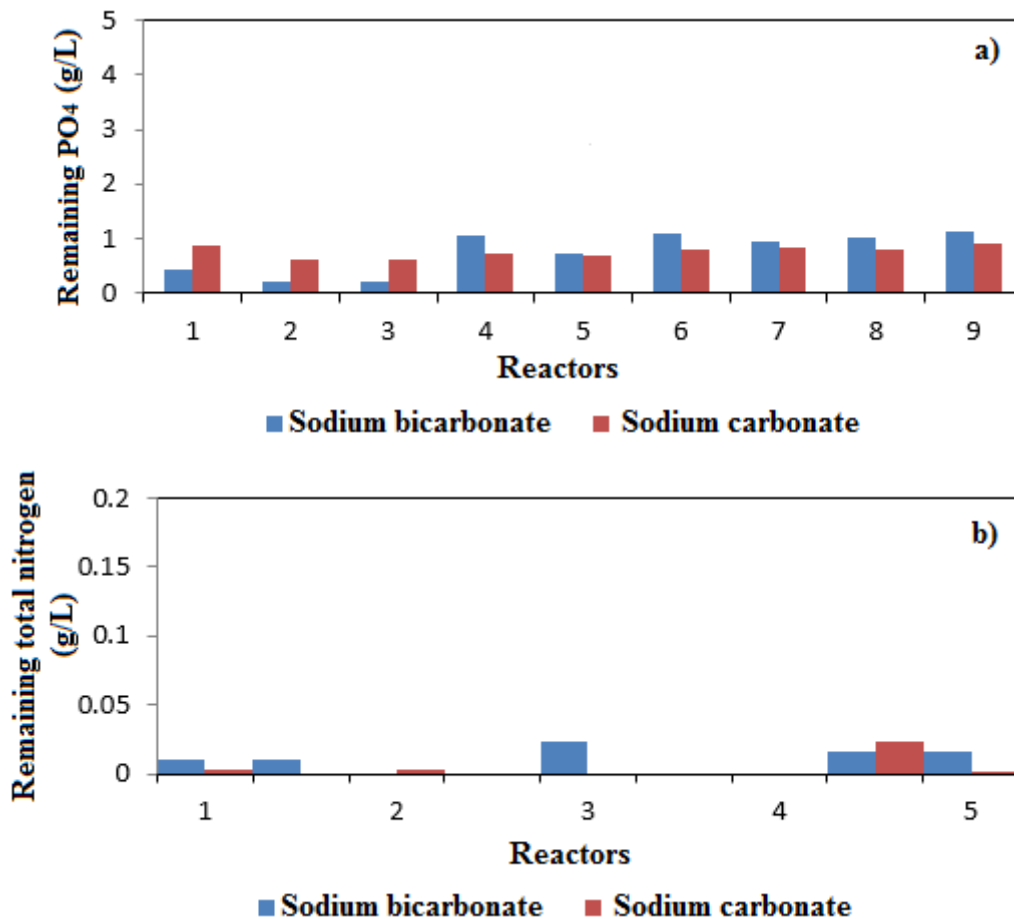 Remaining PO4 (g/L)
5
4
3
2
1
0
a)
1 2 3 4 5 6 7 8 9
Reactors
Sodium bicarbonate Sodium carbonate
Remaining total nitrogen
(g/L)
0.2
0.15
0.1
0.05
0
b)
1 2 3 4 5
Reactors
Sodium bicarbonate Sodium carbonate